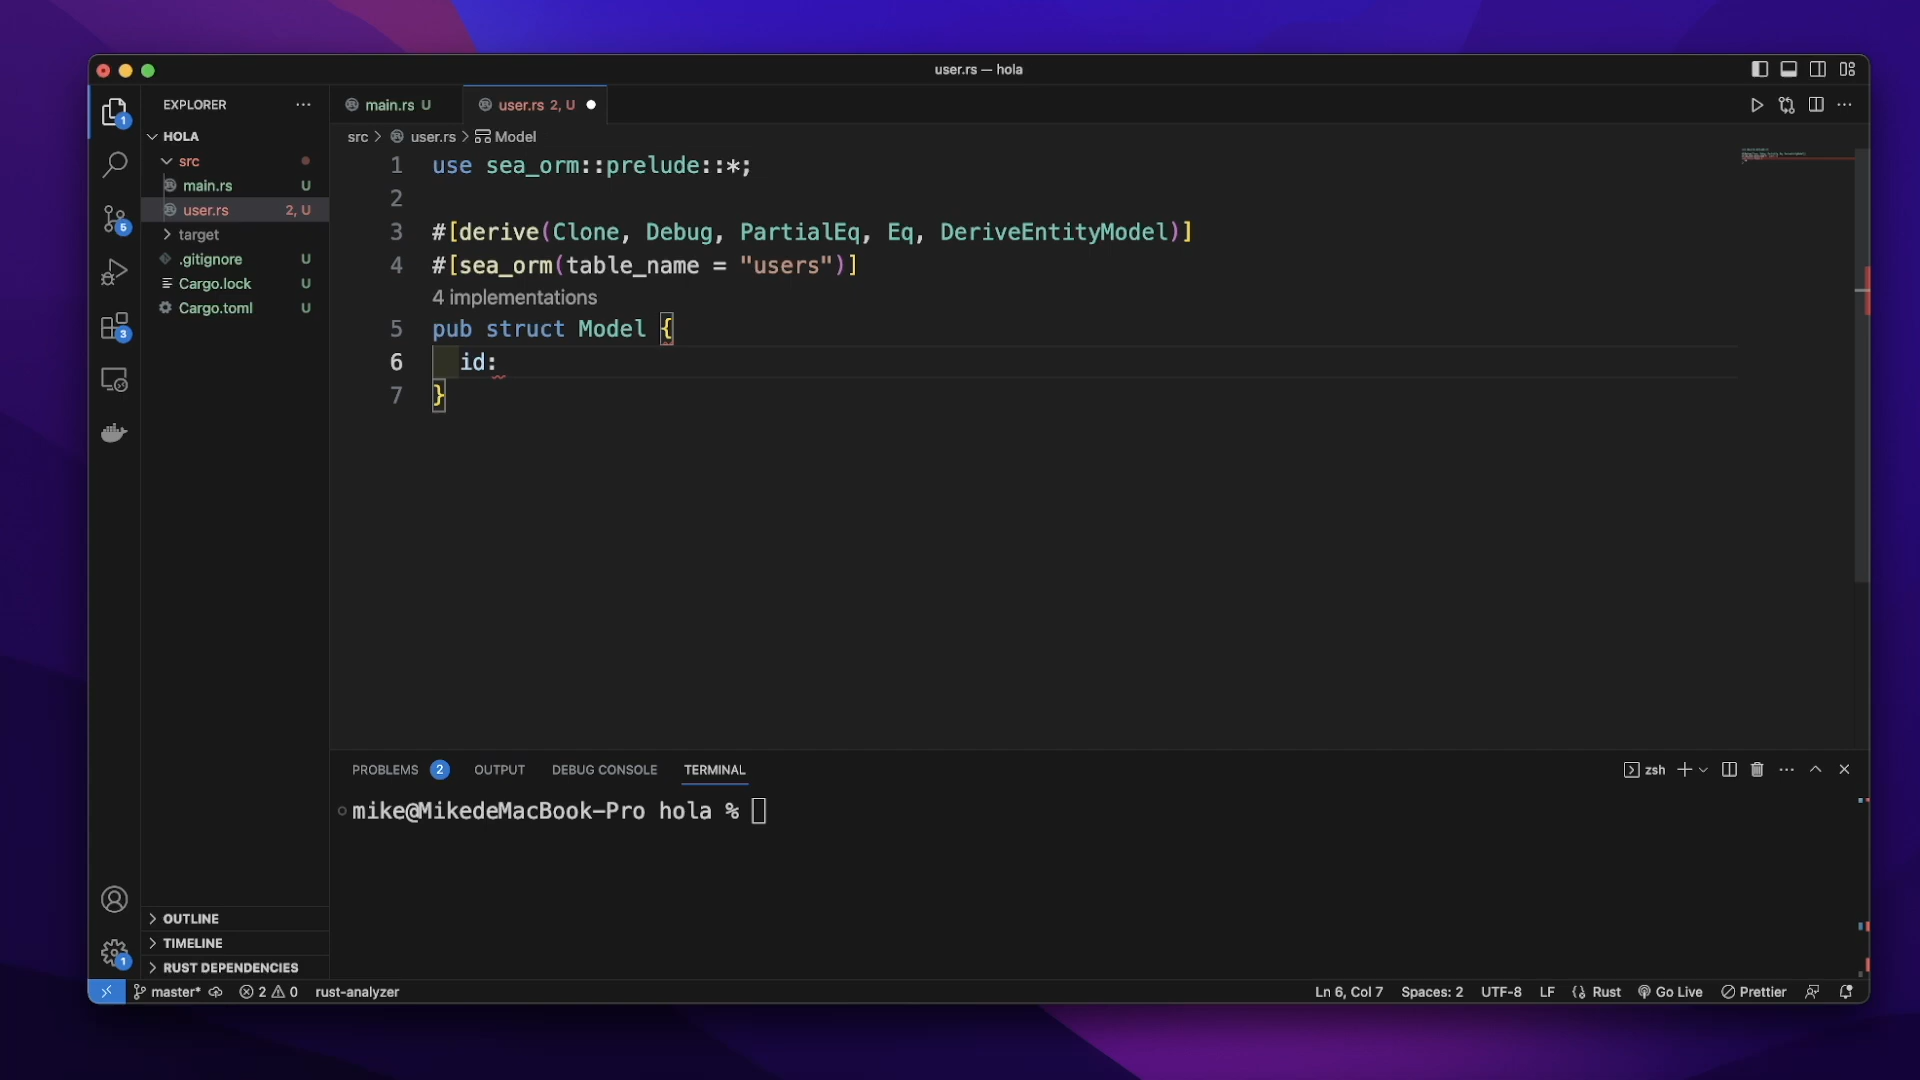 user.rs — hola
EXPLORER
HOLA
src
main.rs U
user.rs 2, U
target
.gitignore U
Cargo.lock U
Cargo.toml U
OUTLINE
TIMELINE
RUST DEPENDENCIES
1
5
3
1
main.rs U
user.rs 2, U
src > user.rs > Model
1 use sea_orm::prelude::*;
2
3 #[derive(Clone, Debug, PartialEq, Eq, DeriveEntityModel)]
4 #[sea_orm(table_name = "users")]
4 implementations
5 pub struct Model {
6 id:
7 }
PROBLEMS 2 OUTPUT DEBUG CONSOLE TERMINAL
zsh
mike@MikedeMacBook-Pro hola %
master* 2 0 rust-analyzer
Ln 6, Col 7 Spaces: 2 UTF-8 LF Rust Go Live Prettier